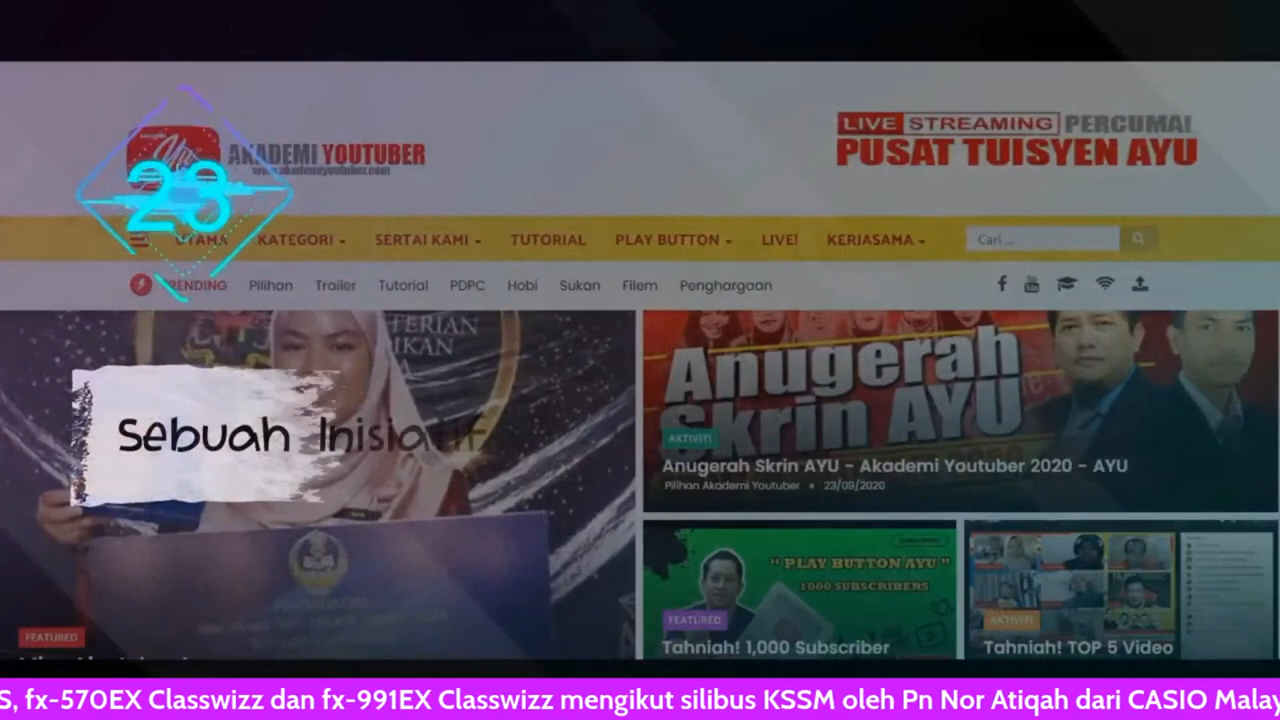 AKADEMI YOUTUBER
www.akademiyoutuber.com
LIVE STREAMING PERCUMA!
PUSAT TUISYEN AYU
28
UTAMA KATEGORI SERTAI KAMI TUTORIAL PLAY BUTTON LIVE! KERJASAMA Cari ...
TRENDING Pilihan Trailer Tutorial PDPC Hobi Sukan Filem Penghargaan
Sebuah Inisiatif
FEATURED
Anugerah
Skrin AYU
AKTIVITI
Anugerah Skrin AYU - Akademi Youtuber 2020 - AYU
Pilihan Akademi Youtuber • 23/09/2020
" PLAY BUTTON AYU "
1000 SUBSCRIBERS
FEATURED
Tahniah! 1,000 Subscriber
AKTIVITI
Tahniah! TOP 5 Video
S, fx-570EX Classwizz dan fx-991EX Classwizz mengikut silibus KSSM oleh Pn Nor Atiqah dari CASIO Malay